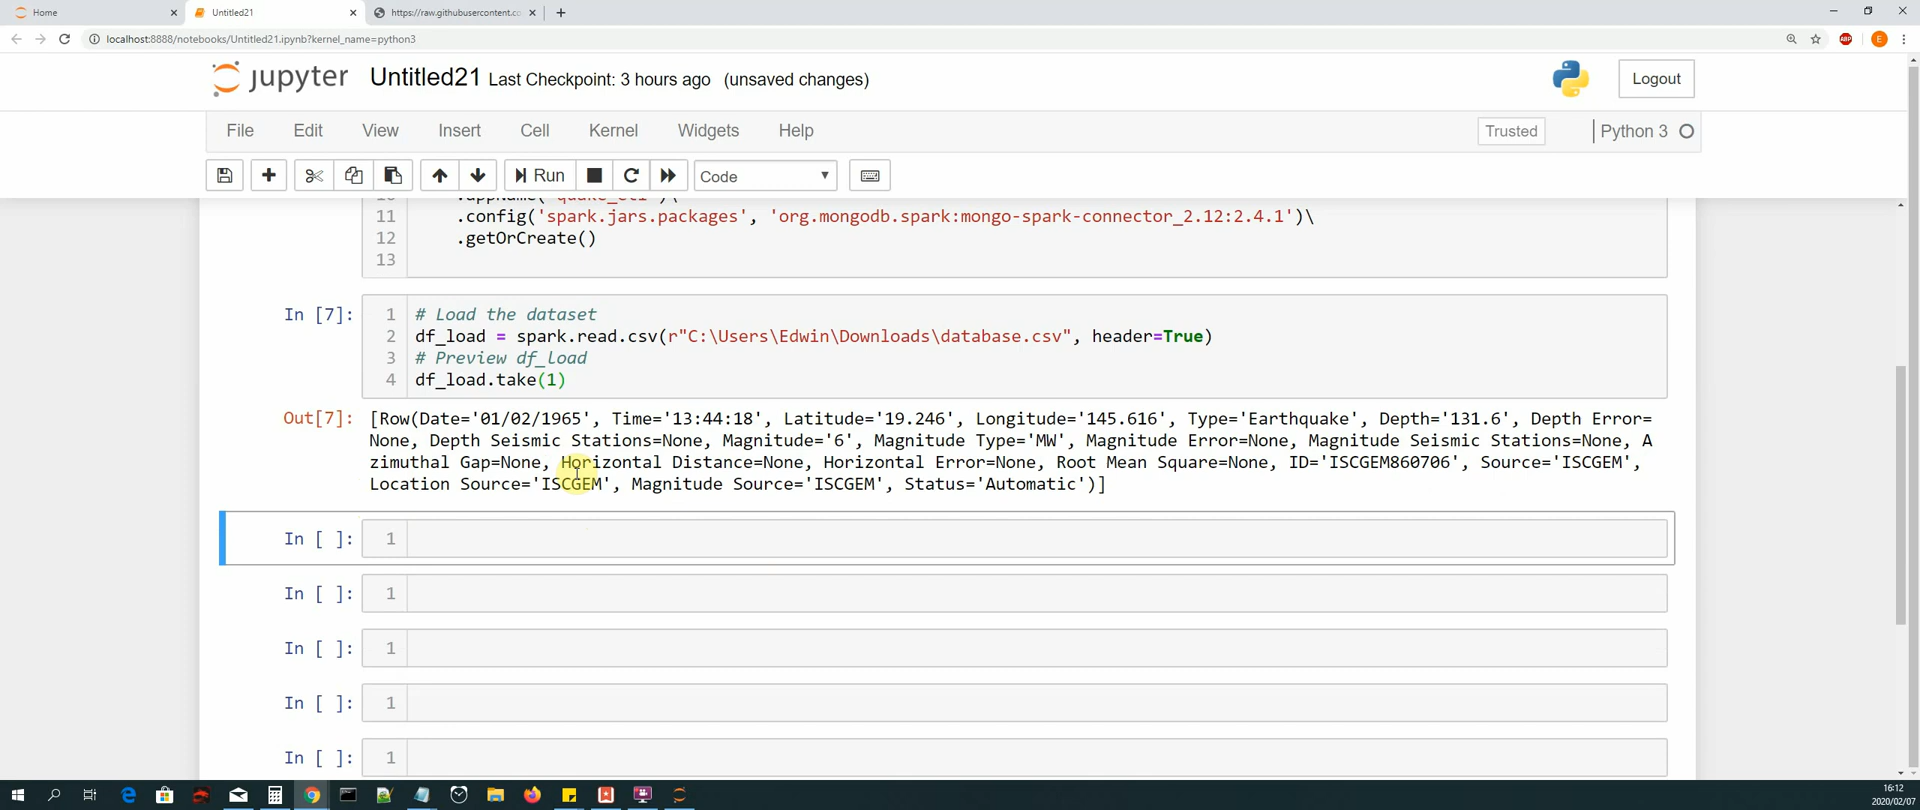 Home
Untitled21
https://raw.githubusercontent.co
localhost:8888/notebooks/Untitled21.ipynb?kernel_name=python3
ABP
E
jupyter Untitled21 Last Checkpoint: 3 hours ago (unsaved changes)
Logout
File Edit View Insert Cell Kernel Widgets Help
Trusted
Python 3
Run
Code
10 .appName('quake_etl')\
11 .config('spark.jars.packages', 'org.mongodb.spark:mongo-spark-connector_2.12:2.4.1')\
12 .getOrCreate()
13
In [7]:
1 # Load the dataset
2 df_load = spark.read.csv(r"C:\Users\Edwin\Downloads\database.csv", header=True)
3 # Preview df_load
4 df_load.take(1)
Out[7]: [Row(Date='01/02/1965', Time='13:44:18', Latitude='19.246', Longitude='145.616', Type='Earthquake', Depth='131.6', Depth Error=
None, Depth Seismic Stations=None, Magnitude='6', Magnitude Type='MW', Magnitude Error=None, Magnitude Seismic Stations=None, A
zimuthal Gap=None, Horizontal Distance=None, Horizontal Error=None, Root Mean Square=None, ID='ISCGEM860706', Source='ISCGEM',
Location Source='ISCGEM', Magnitude Source='ISCGEM', Status='Automatic')]
In [ ]: 1
In [ ]: 1
In [ ]: 1
In [ ]: 1
In [ ]: 1
16:12
2020/02/07